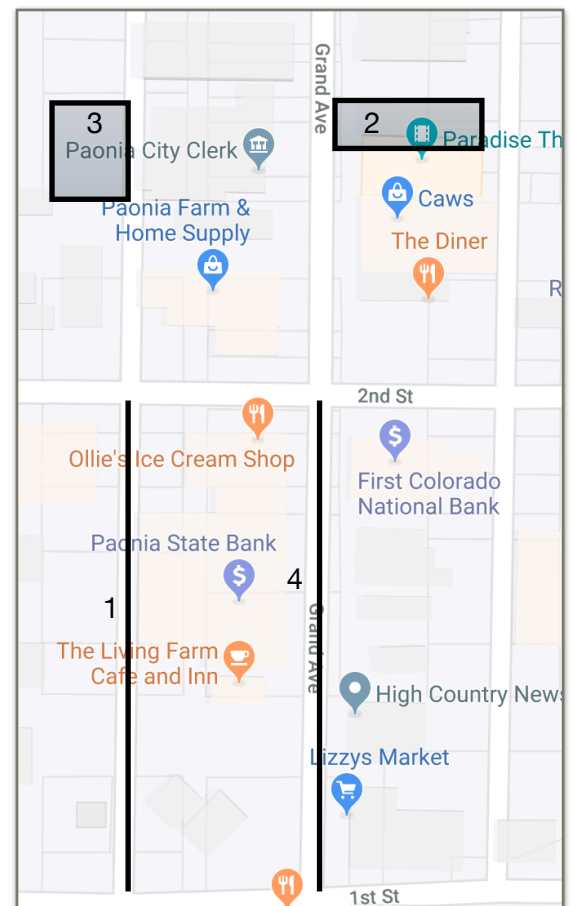 Grand Ave
3
2
Paonia City Clerk
Paradise Th
Paonia Farm &
Home Supply
Caws
The Diner
R
2nd St
Ollie's Ice Cream Shop
First Colorado
National Bank
Paonia State Bank
4
1
Grand Ave
The Living Farm
Cafe and Inn
High Country News
Lizzys Market
1st St